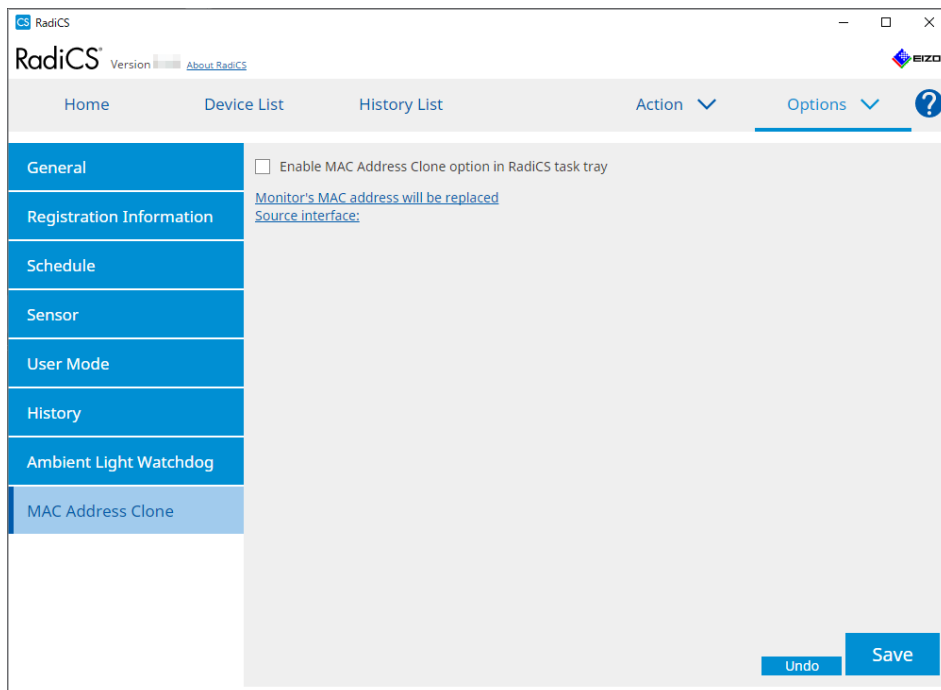 CS RadiCS
RadiCS® Version About RadiCS
EIZO
Home Device List History List Action Options ?
General
Registration Information
Schedule
Sensor
User Mode
History
Ambient Light Watchdog
MAC Address Clone
Enable MAC Address Clone option in RadiCS task tray
Monitor's MAC address will be replaced
Source interface:
Undo Save